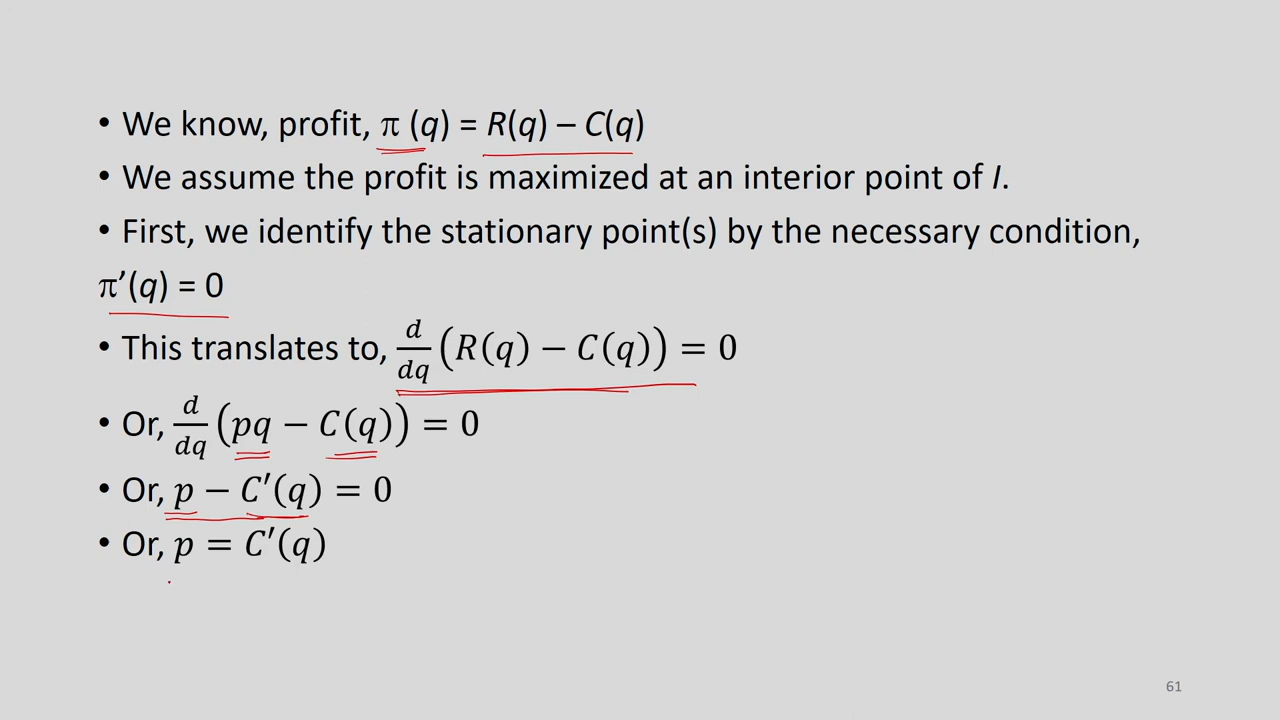 • We know, profit, π (q) = R(q) – C(q)
• We assume the profit is maximized at an interior point of I.
• First, we identify the stationary point(s) by the necessary condition,
π’(q) = 0
• This translates to, d/dq (R(q) − C(q)) = 0
• Or, d/dq (pq − C(q)) = 0
• Or, p − C′(q) = 0
• Or, p = C′(q)
61